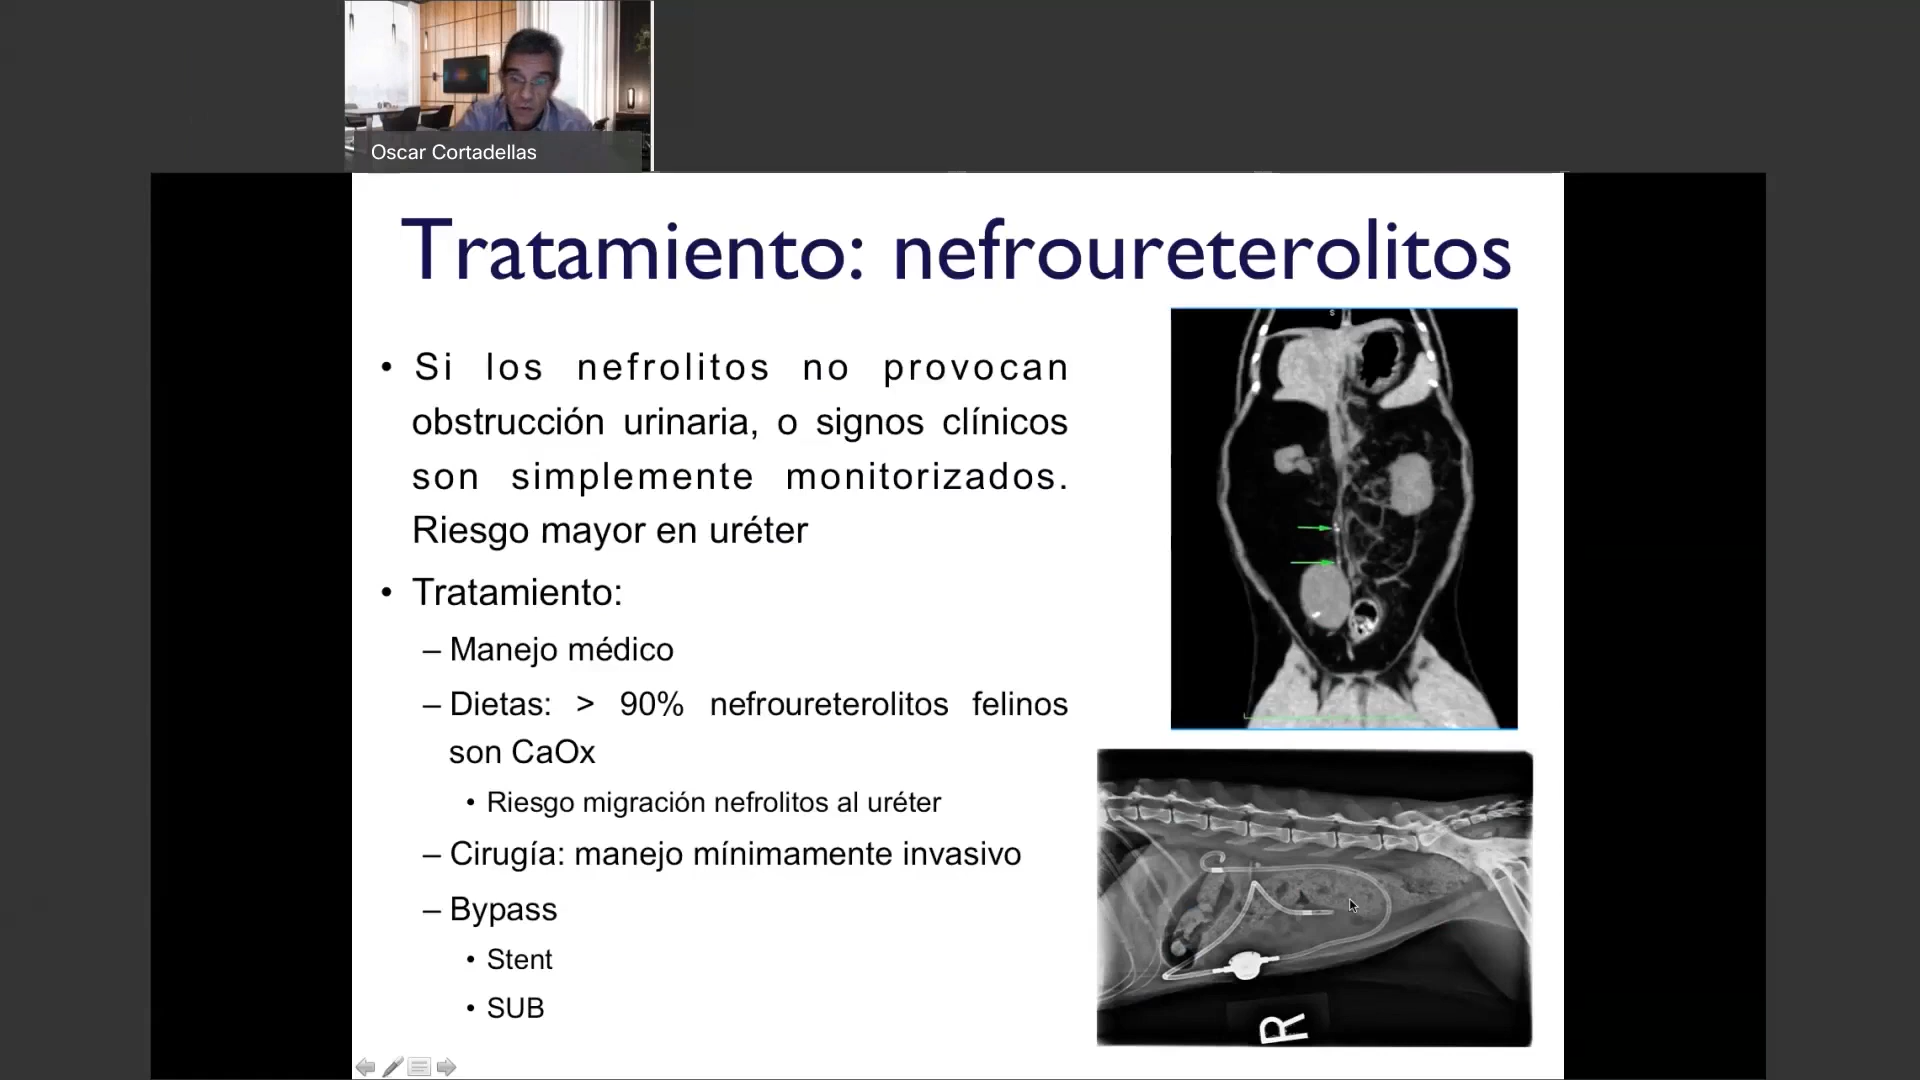 Oscar Cortadellas
Tratamiento: nefroureterolitos
• Si los nefrolitos no provocan
obstrucción urinaria, o signos clínicos
son simplemente monitorizados.
Riesgo mayor en uréter
• Tratamiento:
– Manejo médico
– Dietas: > 90% nefroureterolitos felinos
son CaOx
• Riesgo migración nefrolitos al uréter
– Cirugía: manejo mínimamente invasivo
– Bypass
• Stent
• SUB
S
R